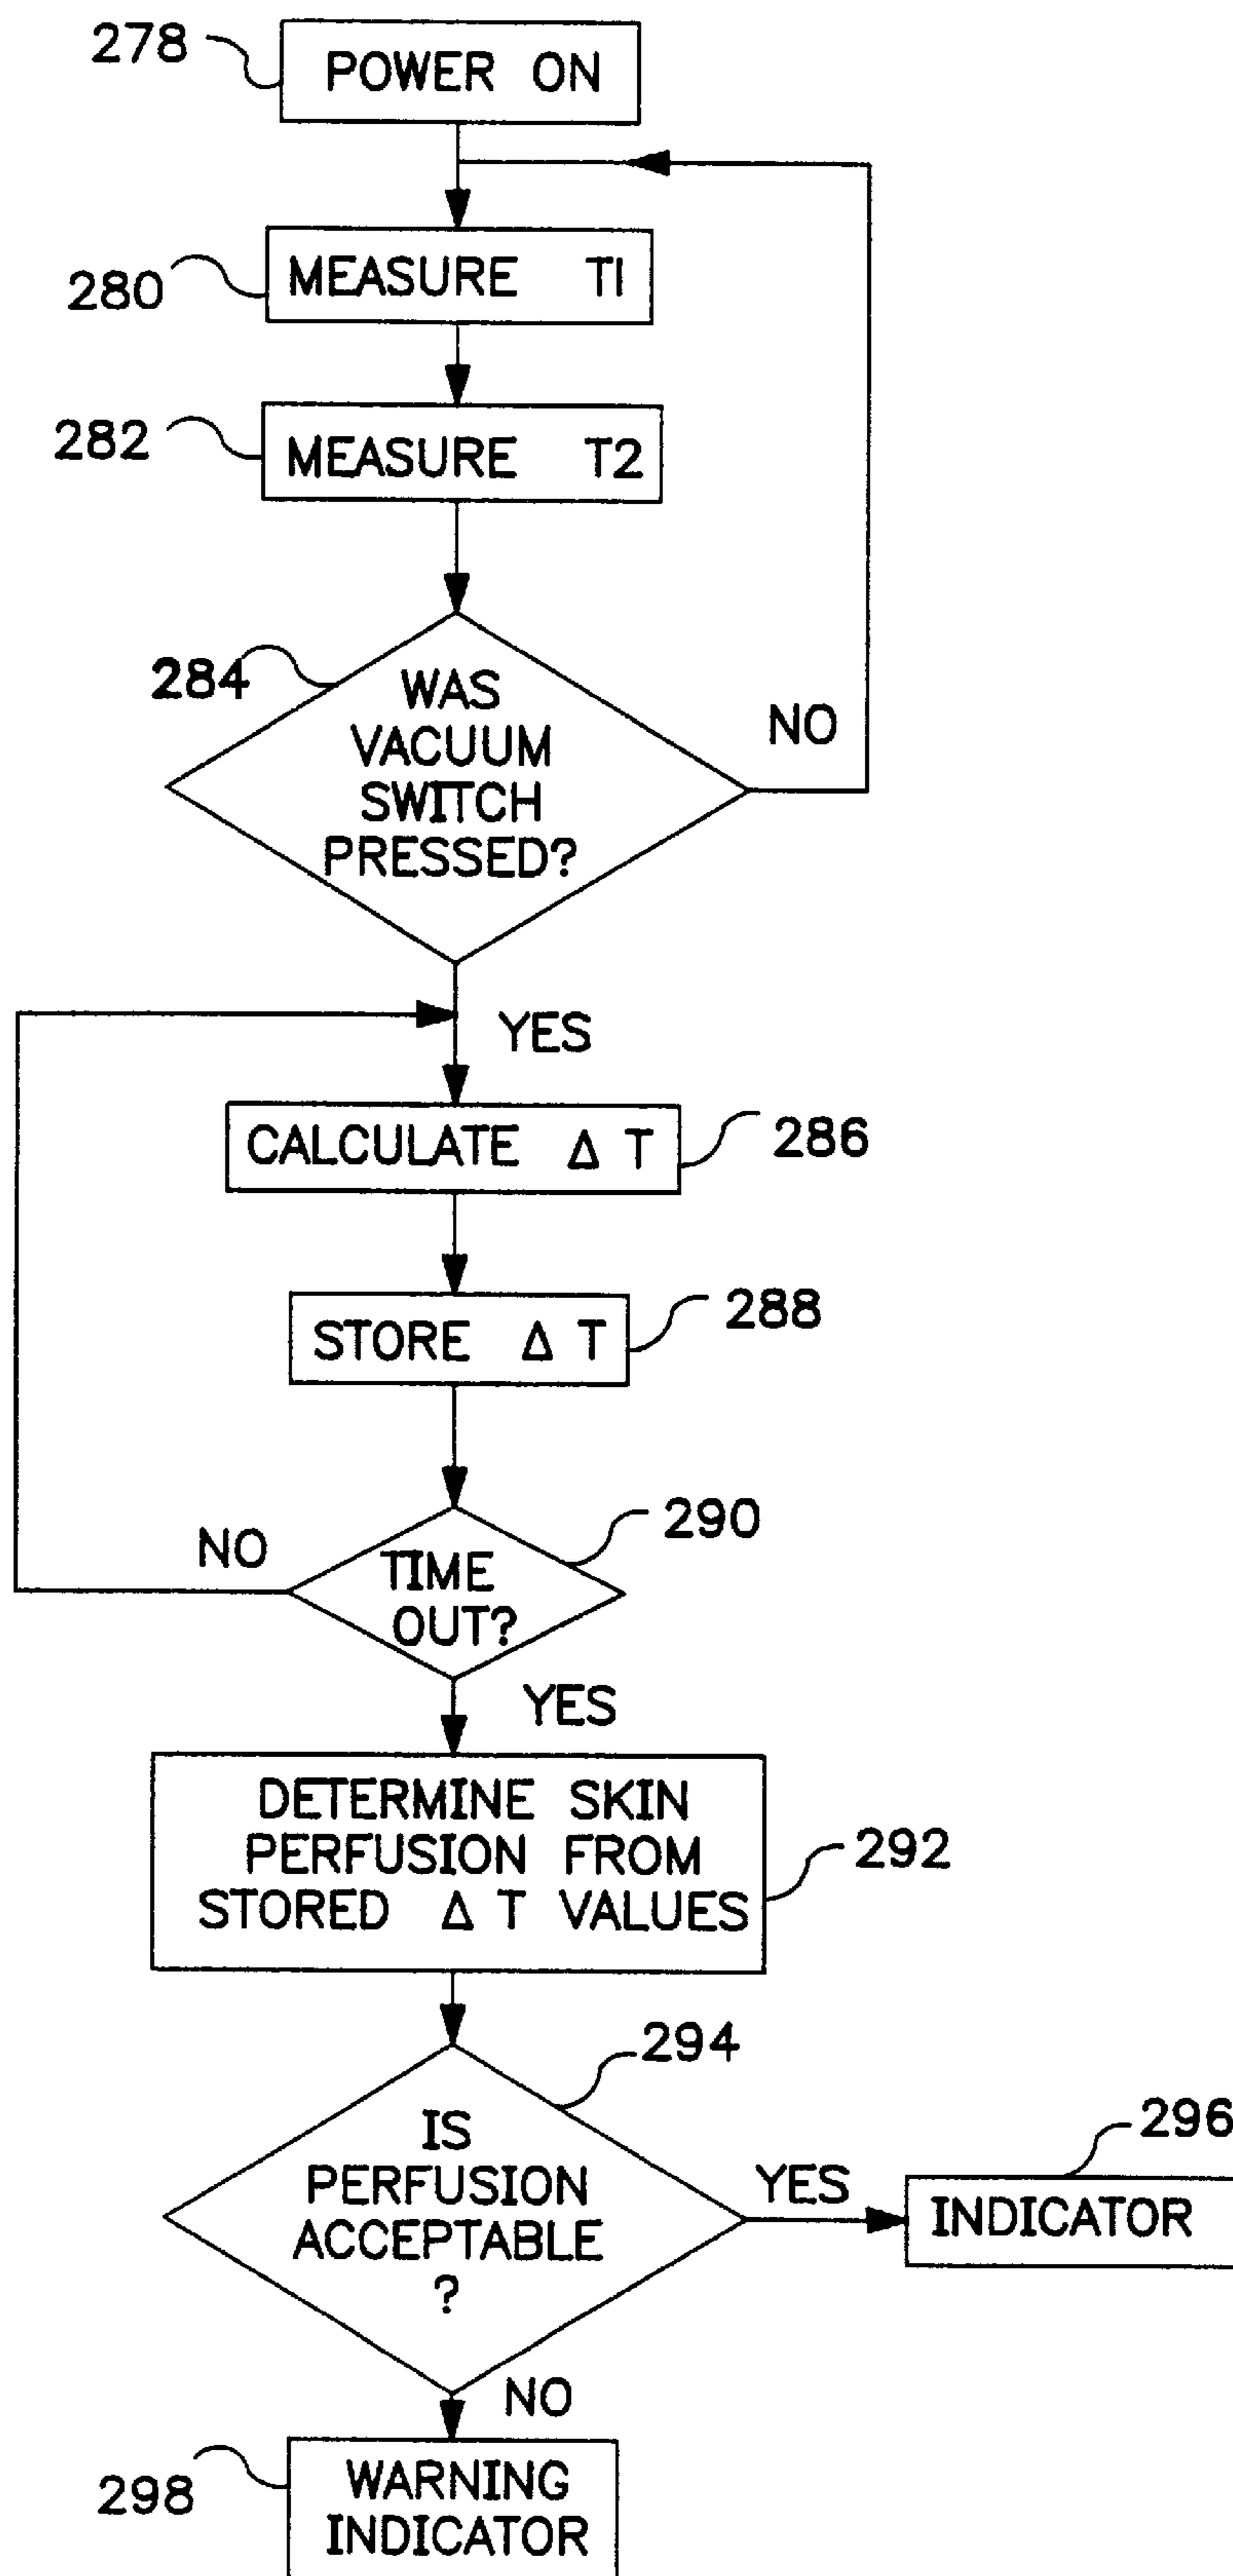 278
POWER ON
280
MEASURE T1
282
MEASURE T2
284
WAS
VACUUM
SWITCH
PRESSED?
NO
YES
CALCULATE Δ T
286
STORE Δ T
288
290
NO
TIME
OUT?
YES
DETERMINE SKIN
PERFUSION FROM
STORED Δ T VALUES
292
294
IS
PERFUSION
ACCEPTABLE
?
YES
296
INDICATOR
NO
298
WARNING
INDICATOR